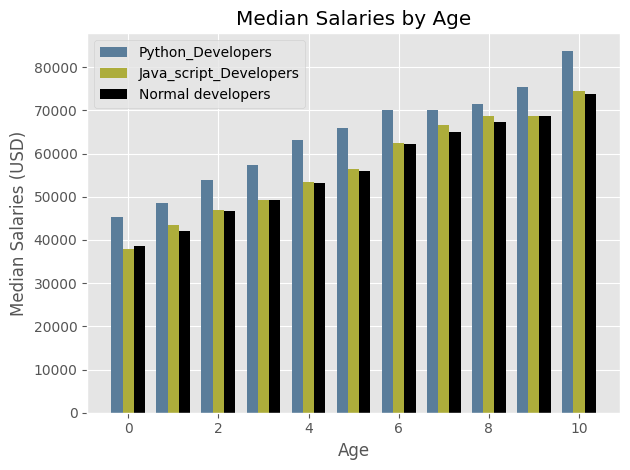 Median Salaries by Age
Python_Developers
Java_script_Developers
Normal developers
Median Salaries (USD)
80000
70000
60000
50000
40000
30000
20000
10000
0
0 2 4 6 8 10
Age